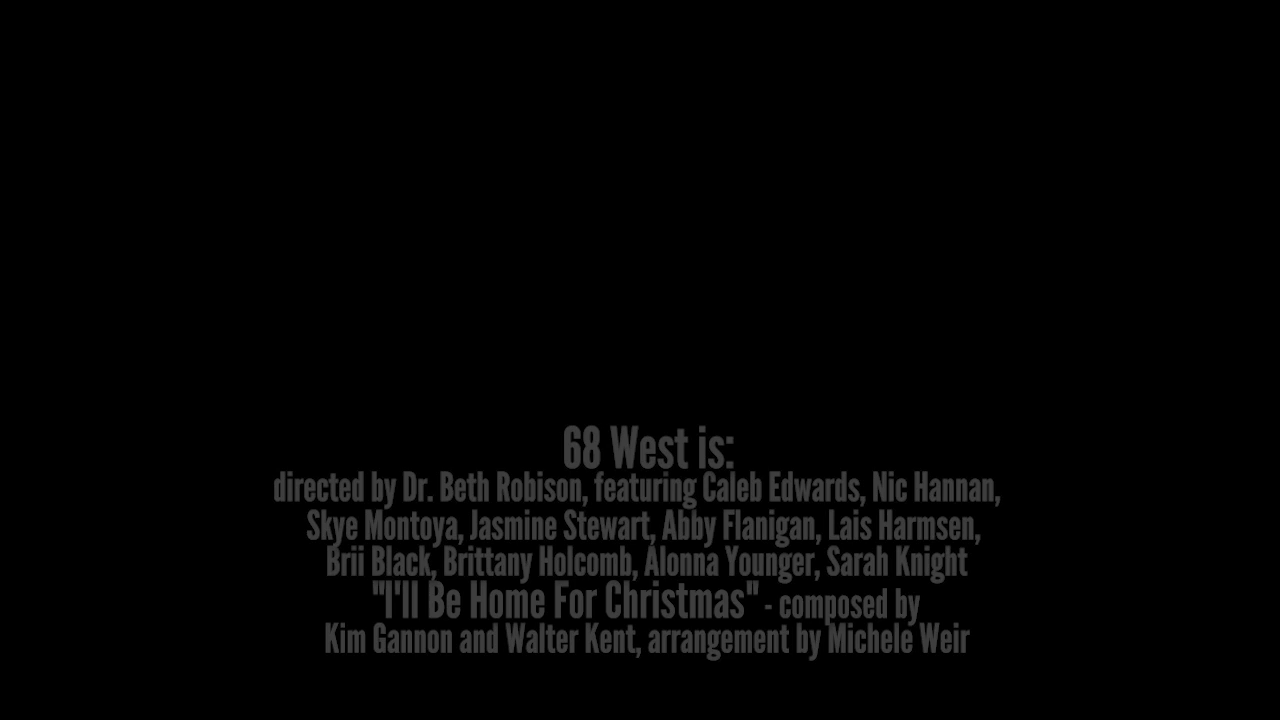 68 West is:
directed by Dr. Beth Robison, featuring Caleb Edwards, Nic Hannan,
Skye Montoya, Jasmine Stewart, Abby Flanigan, Lais Harmsen,
Brii Black, Brittany Holcomb, Alonna Younger, Sarah Knight
"I'll Be Home For Christmas" - composed by
Kim Gannon and Walter Kent, arrangement by Michele Weir